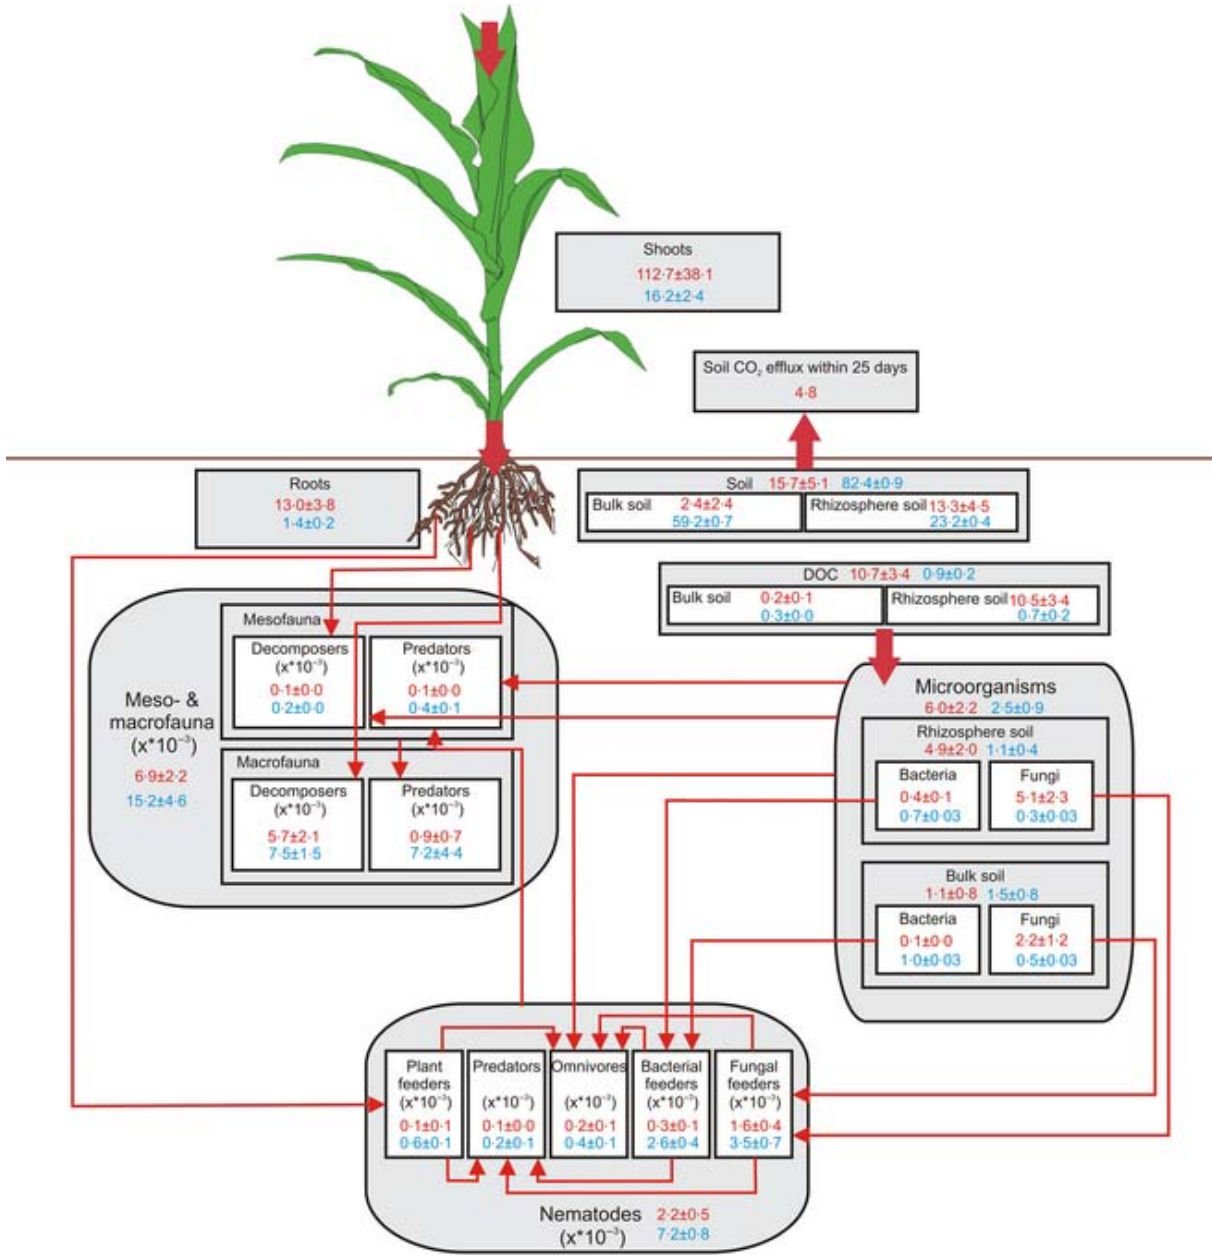 Shoots
112·7±38·1
16·2±2·4
Soil CO₂ efflux within 25 days
4·8
Roots
13·0±3·8
1·4±0·2
Soil 15·7±5·1 82·4±0·9
Bulk soil 2·4±2·4
59·2±0·7
Rhizosphere soil 13·3±4·5
23·2±0·4
DOC 10·7±3·4 0·9±0·2
Bulk soil 0·2±0·1
0·3±0·0
Rhizosphere soil 10·5±3·4
0·7±0·2
Meso- &
macrofauna
(x*10⁻³)
6·9±2·2
15·2±4·6
Mesofauna
Decomposers
(x*10⁻³)
0·1±0·0
0·2±0·0
Predators
(x*10⁻³)
0·1±0·0
0·4±0·1
Macrofauna
Decomposers
(x*10⁻³)
5·7±2·1
7·5±1·5
Predators
(x*10⁻³)
0·9±0·7
7·2±4·4
Microorganisms
6·0±2·2 2·5±0·9
Rhizosphere soil
4·9±2·0 1·1±0·4
Bacteria
0·4±0·1
0·7±0·03
Fungi
5·1±2·3
0·3±0·03
Bulk soil
1·1±0·8 1·5±0·8
Bacteria
0·1±0·0
1·0±0·03
Fungi
2·2±1·2
0·5±0·03
Plant
feeders
(x*10⁻³)
0·1±0·1
0·6±0·1
Predators
(x*10⁻³)
0·1±0·0
0·2±0·1
Omnivores
(x*10⁻³)
0·2±0·1
0·4±0·1
Bacterial
feeders
(x*10⁻³)
0·3±0·1
2·6±0·4
Fungal
feeders
(x*10⁻³)
1·6±0·4
3·5±0·7
Nematodes 2·2±0·5
(x*10⁻³) 7·2±0·8